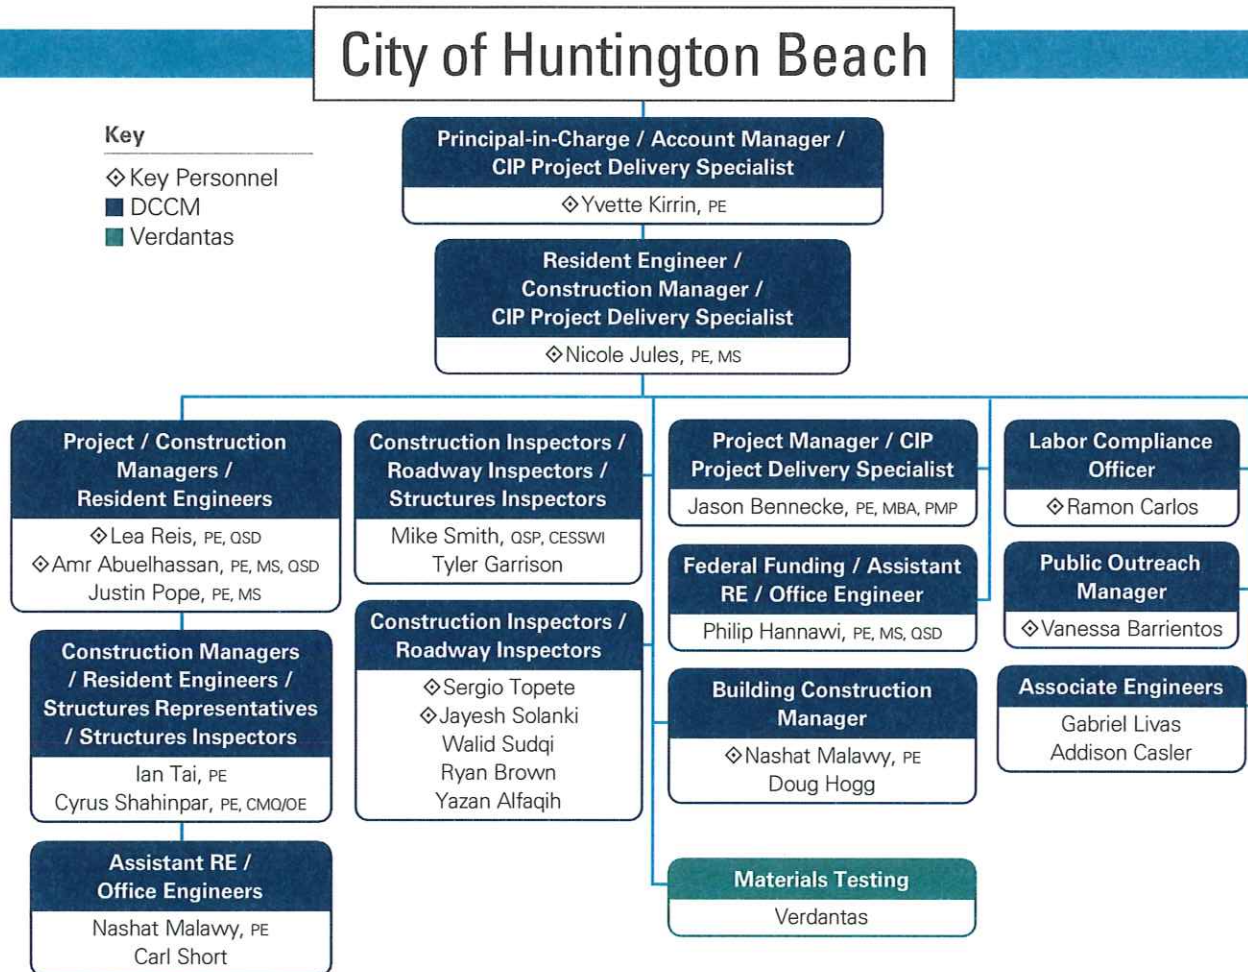 City of Huntington Beach
Key
Key Personnel
DCCM
Verdantas
Principal-in-Charge / Account Manager /
CIP Project Delivery Specialist
Yvette Kirrin, PE
Resident Engineer /
Construction Manager /
CIP Project Delivery Specialist
Nicole Jules, PE, MS
Project / Construction
Managers /
Resident Engineers
Lea Reis, PE, QSD
Amr Abuelhassan, PE, MS, QSD
Justin Pope, PE, MS
Construction Managers
/ Resident Engineers /
Structures Representatives
/ Structures Inspectors
Ian Tai, PE
Cyrus Shahinpar, PE, CMQ/OE
Assistant RE /
Office Engineers
Nashat Malawy, PE
Carl Short
Construction Inspectors /
Roadway Inspectors /
Structures Inspectors
Mike Smith, QSP, CESSWI
Tyler Garrison
Construction Inspectors /
Roadway Inspectors
Sergio Topete
Jayesh Solanki
Walid Sudqi
Ryan Brown
Yazan Alfaqih
Project Manager / CIP
Project Delivery Specialist
Jason Bennecke, PE, MBA, PMP
Federal Funding / Assistant
RE / Office Engineer
Philip Hannawi, PE, MS, QSD
Building Construction
Manager
Nashat Malawy, PE
Doug Hogg
Materials Testing
Verdantas
Labor Compliance
Officer
Ramon Carlos
Public Outreach
Manager
Vanessa Barrientos
Associate Engineers
Gabriel Livas
Addison Casler